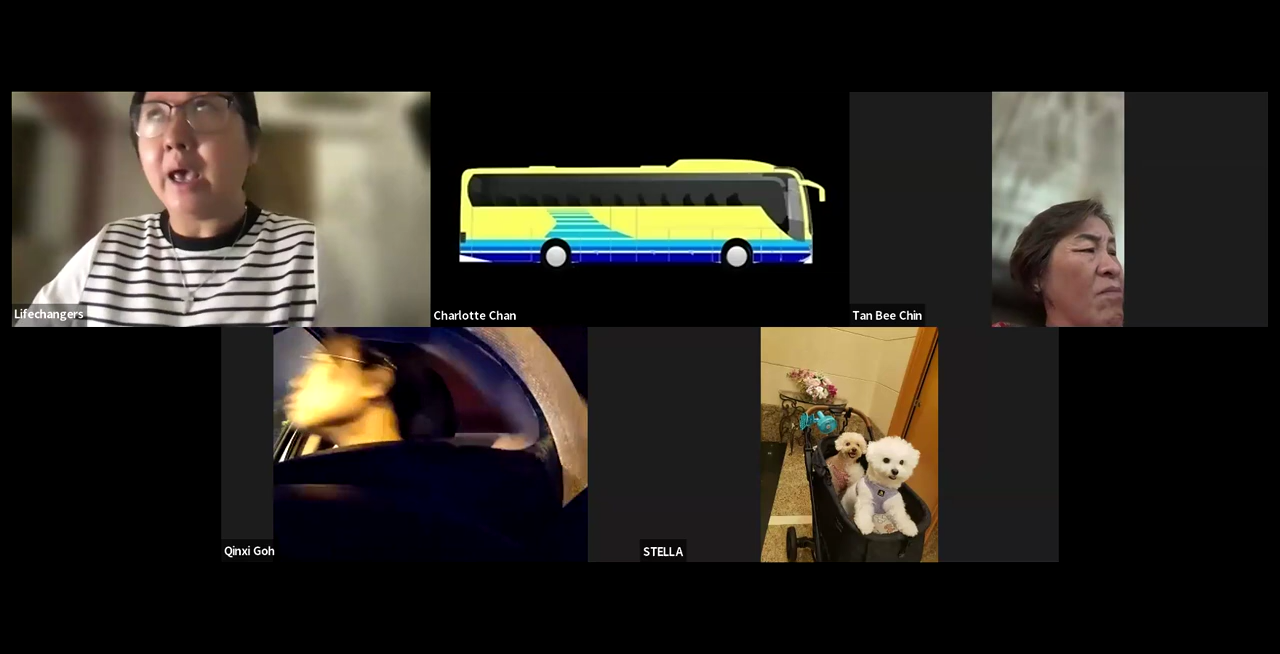 Lifechangers
Charlotte Chan
Tan Bee Chin
Qinxi Goh
STELLA